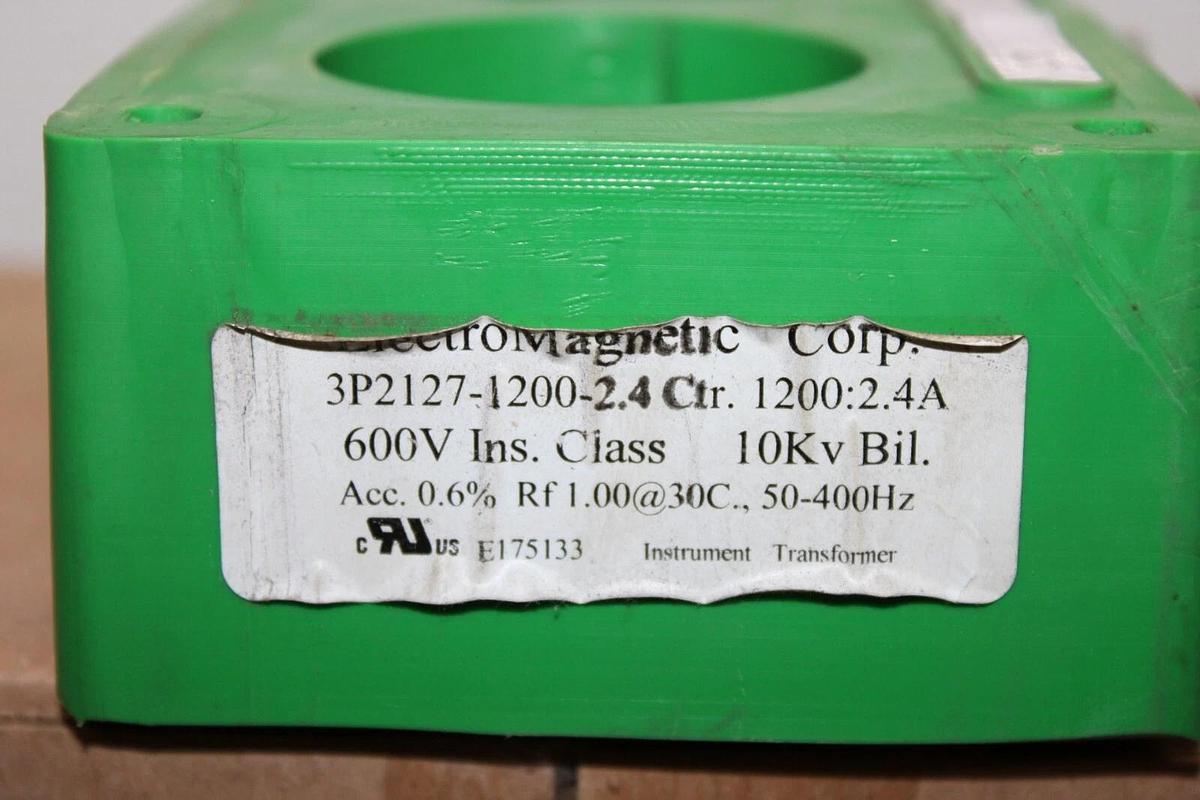 ElectroMagnetic Corp.
3P2127-1200-2.4 Ctr. 1200:2.4A
600V Ins. Class 10Kv Bil.
Acc. 0.6% Rf 1.00@30C., 50-400Hz
c RU US E175133 Instrument Transformer